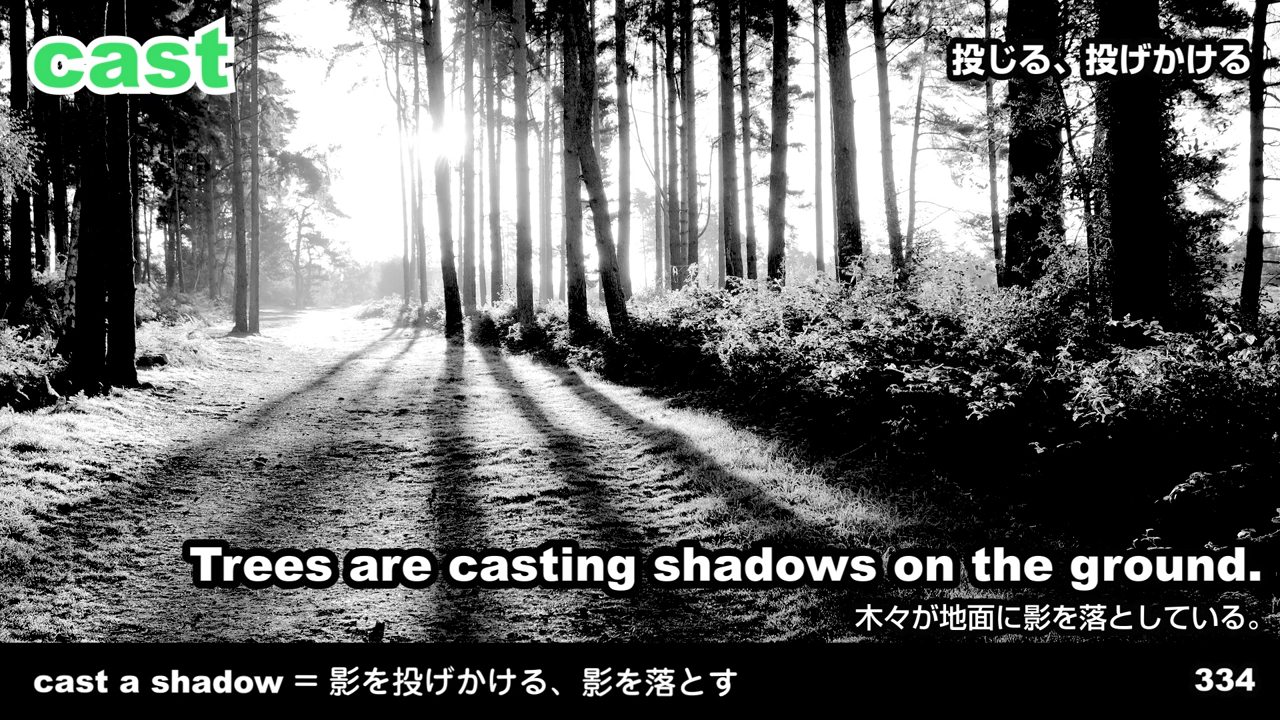 cast
投じる、投げかける
Trees are casting shadows on the ground.
木々が地面に影を落としている。
cast a shadow = 影を投げかける、影を落とす
334